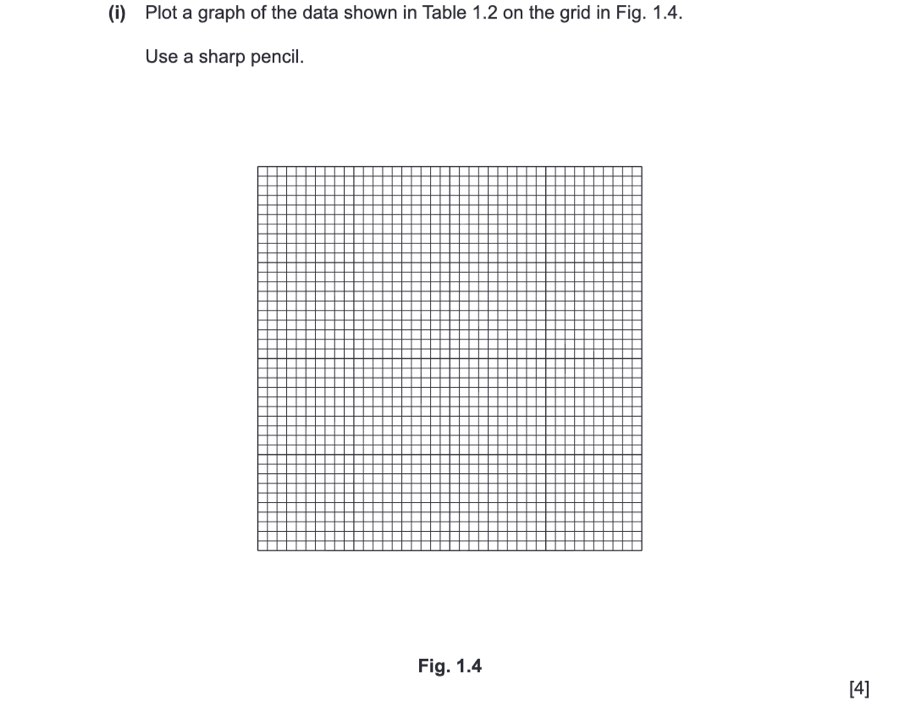 (i) Plot a graph of the data shown in Table 1.2 on the grid in Fig. 1.4.
Use a sharp pencil.
Fig. 1.4
[4]